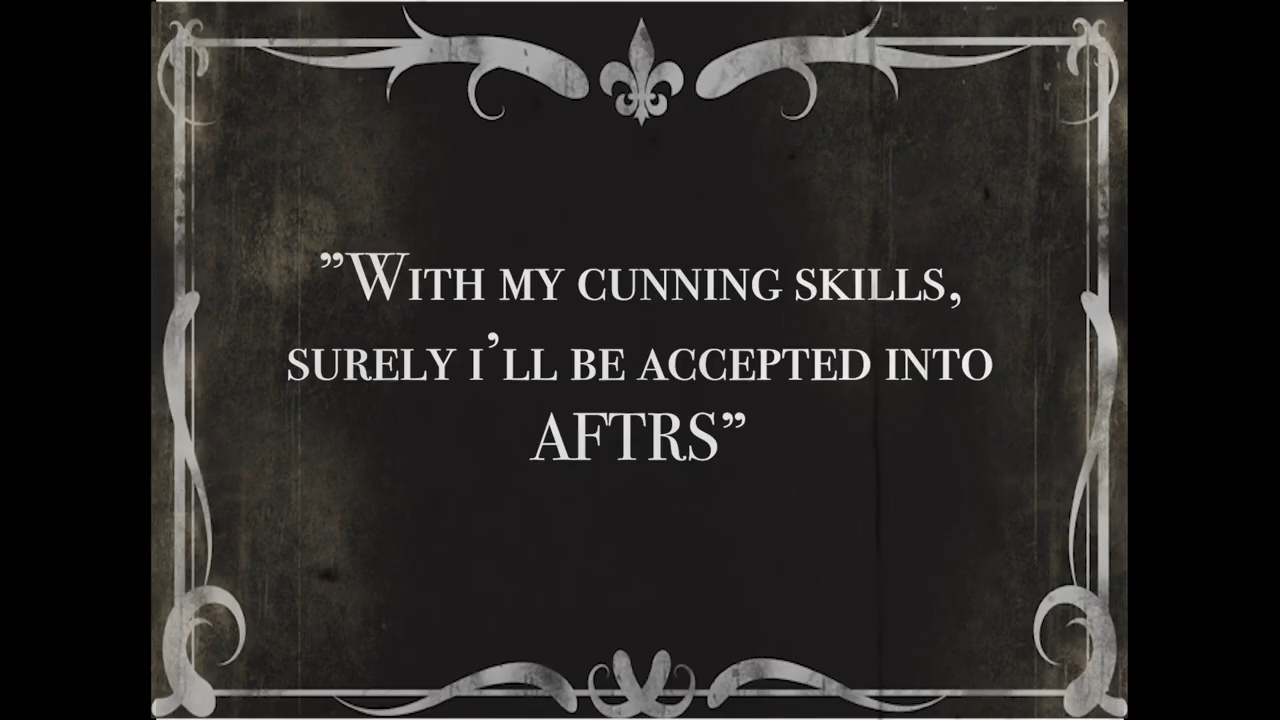 ”With my cunning skills,
surely i’ll be accepted into
AFTRS”